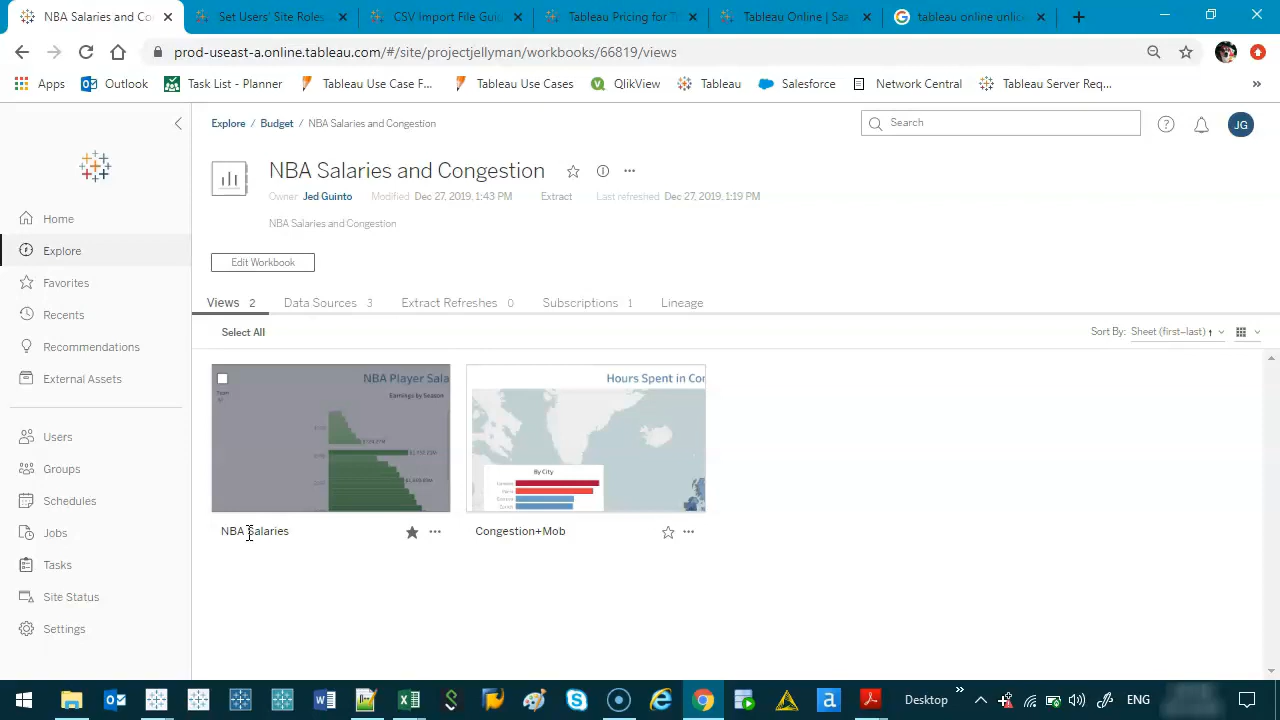 NBA Salaries and Co
Set Users' Site Roles
CSV Import File Guid
Tableau Pricing for T
Tableau Online | Saa
tableau online unlic
prod-useast-a.online.tableau.com/#/site/projectjellyman/workbooks/66819/views
Apps
Outlook
Task List - Planner
Tableau Use Case F...
Tableau Use Cases
QlikView
Tableau
Salesforce
Network Central
Tableau Server Req...
Explore / Budget / NBA Salaries and Congestion
Search
JG
NBA Salaries and Congestion
Owner Jed Guinto Modified Dec 27, 2019, 1:43 PM Extract Last refreshed Dec 27, 2019, 1:19 PM
NBA Salaries and Congestion
Edit Workbook
Home
Explore
Favorites
Recents
Recommendations
External Assets
Users
Groups
Schedules
Jobs
Tasks
Site Status
Settings
Views 2
Data Sources 3
Extract Refreshes 0
Subscriptions 1
Lineage
Select All
Sort By: Sheet (first–last)
NBA Player Sala
Earnings by Season
Team
Hours Spent in Con
By City
NBA Salaries
Congestion+Mob
Desktop
ENG